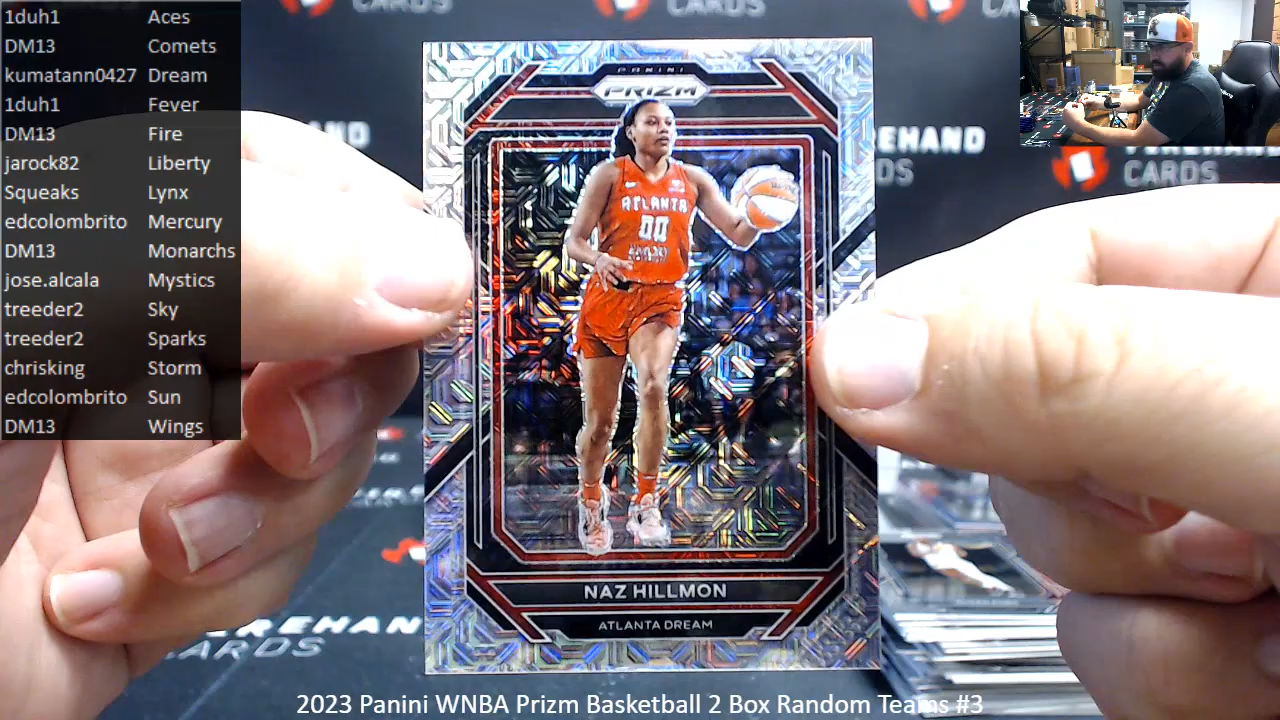 1duh1 Aces
DM13 Comets
kumatann0427 Dream
1duh1 Fever
DM13 Fire
jarock82 Liberty
Squeaks Lynx
edcolombrito Mercury
DM13 Monarchs
jose.alcala Mystics
treeder2 Sky
treeder2 Sparks
chrisking Storm
edcolombrito Sun
DM13 Wings
CARDS
CARDS
PANINI
PRIZM
ATLANTA
00
REHAND
CARDS
CARDS
NAZ HILLMON
ATLANTA DREAM
EREHAN
CARDS
2023 Panini WNBA Prizm Basketball 2 Box Random Teams #3